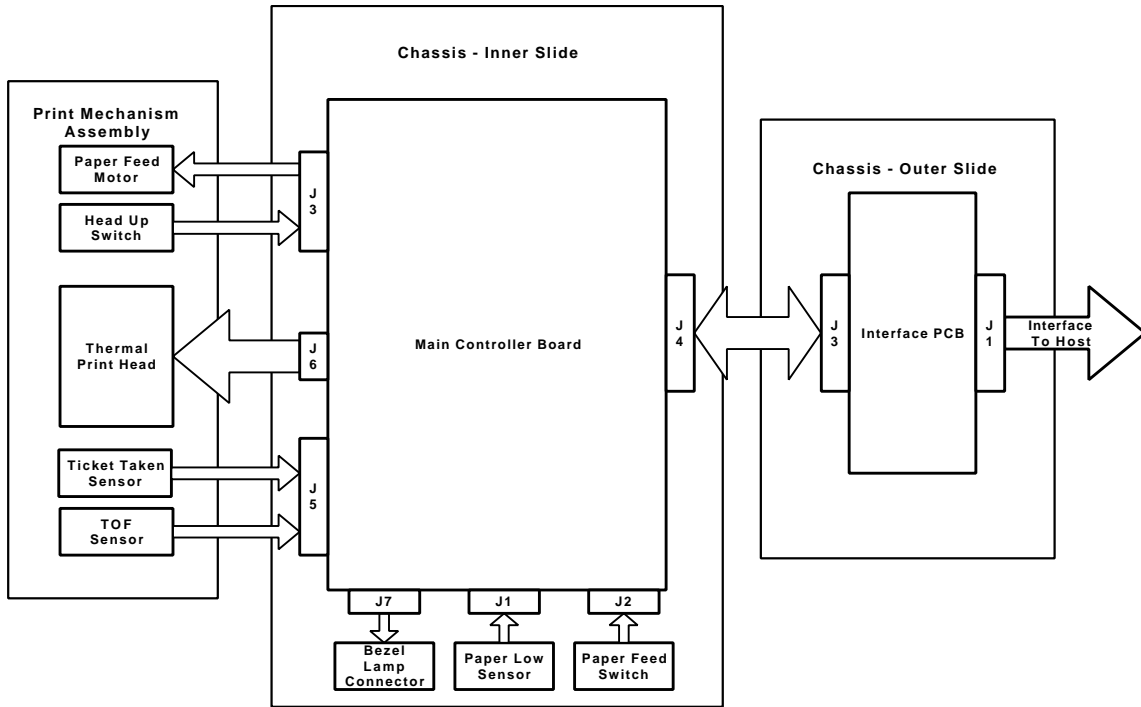 Chassis - Inner Slide
Print Mechanism
Assembly
Paper Feed
Motor
Head Up
Switch
Thermal
Print Head
Ticket Taken
Sensor
TOF
Sensor
J
3
J
6
J
5
Main Controller Board
J
4
J7
J1
J2
Bezel
Lamp
Connector
Paper Low
Sensor
Paper Feed
Switch
Chassis - Outer Slide
J
3
Interface PCB
J
1
Interface
To Host